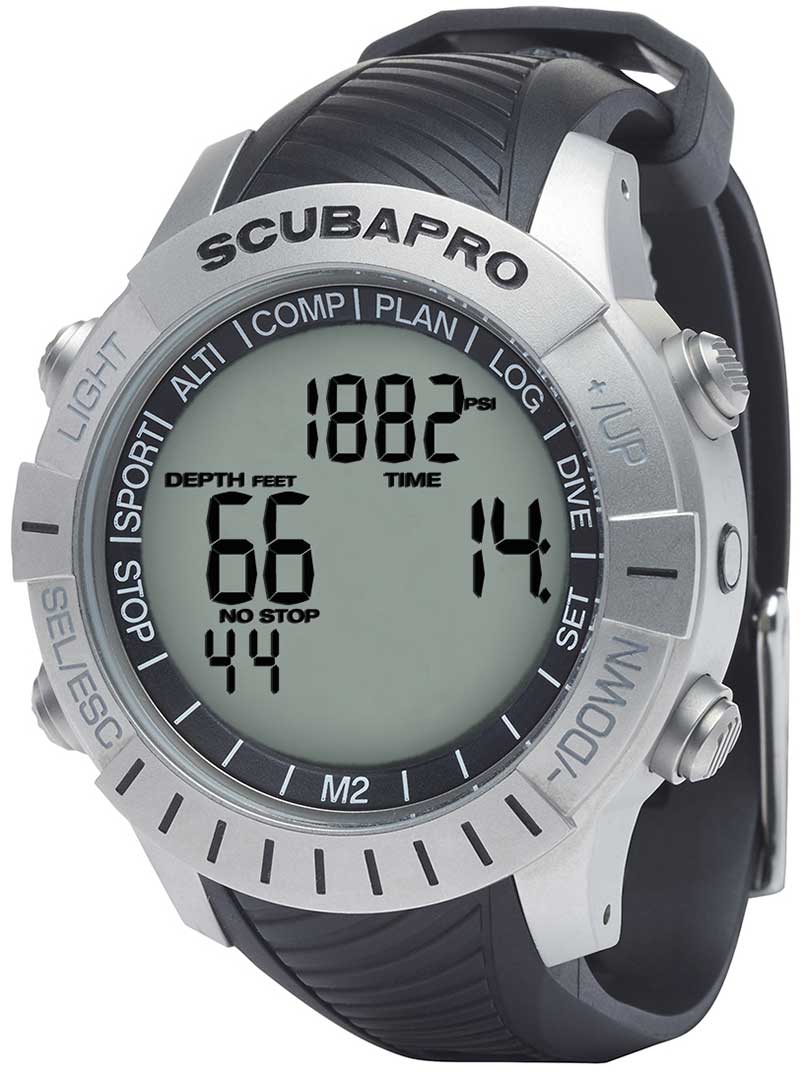 SCUBAPRO
LIGHT
+/UP
SEL/ESC
-/DOWN
STOP
SPORT
ALTI
COMP
PLAN
LOG
DIVE
SET
M2
1882 PSI
DEPTH FEET TIME
66 14:
NO STOP
44